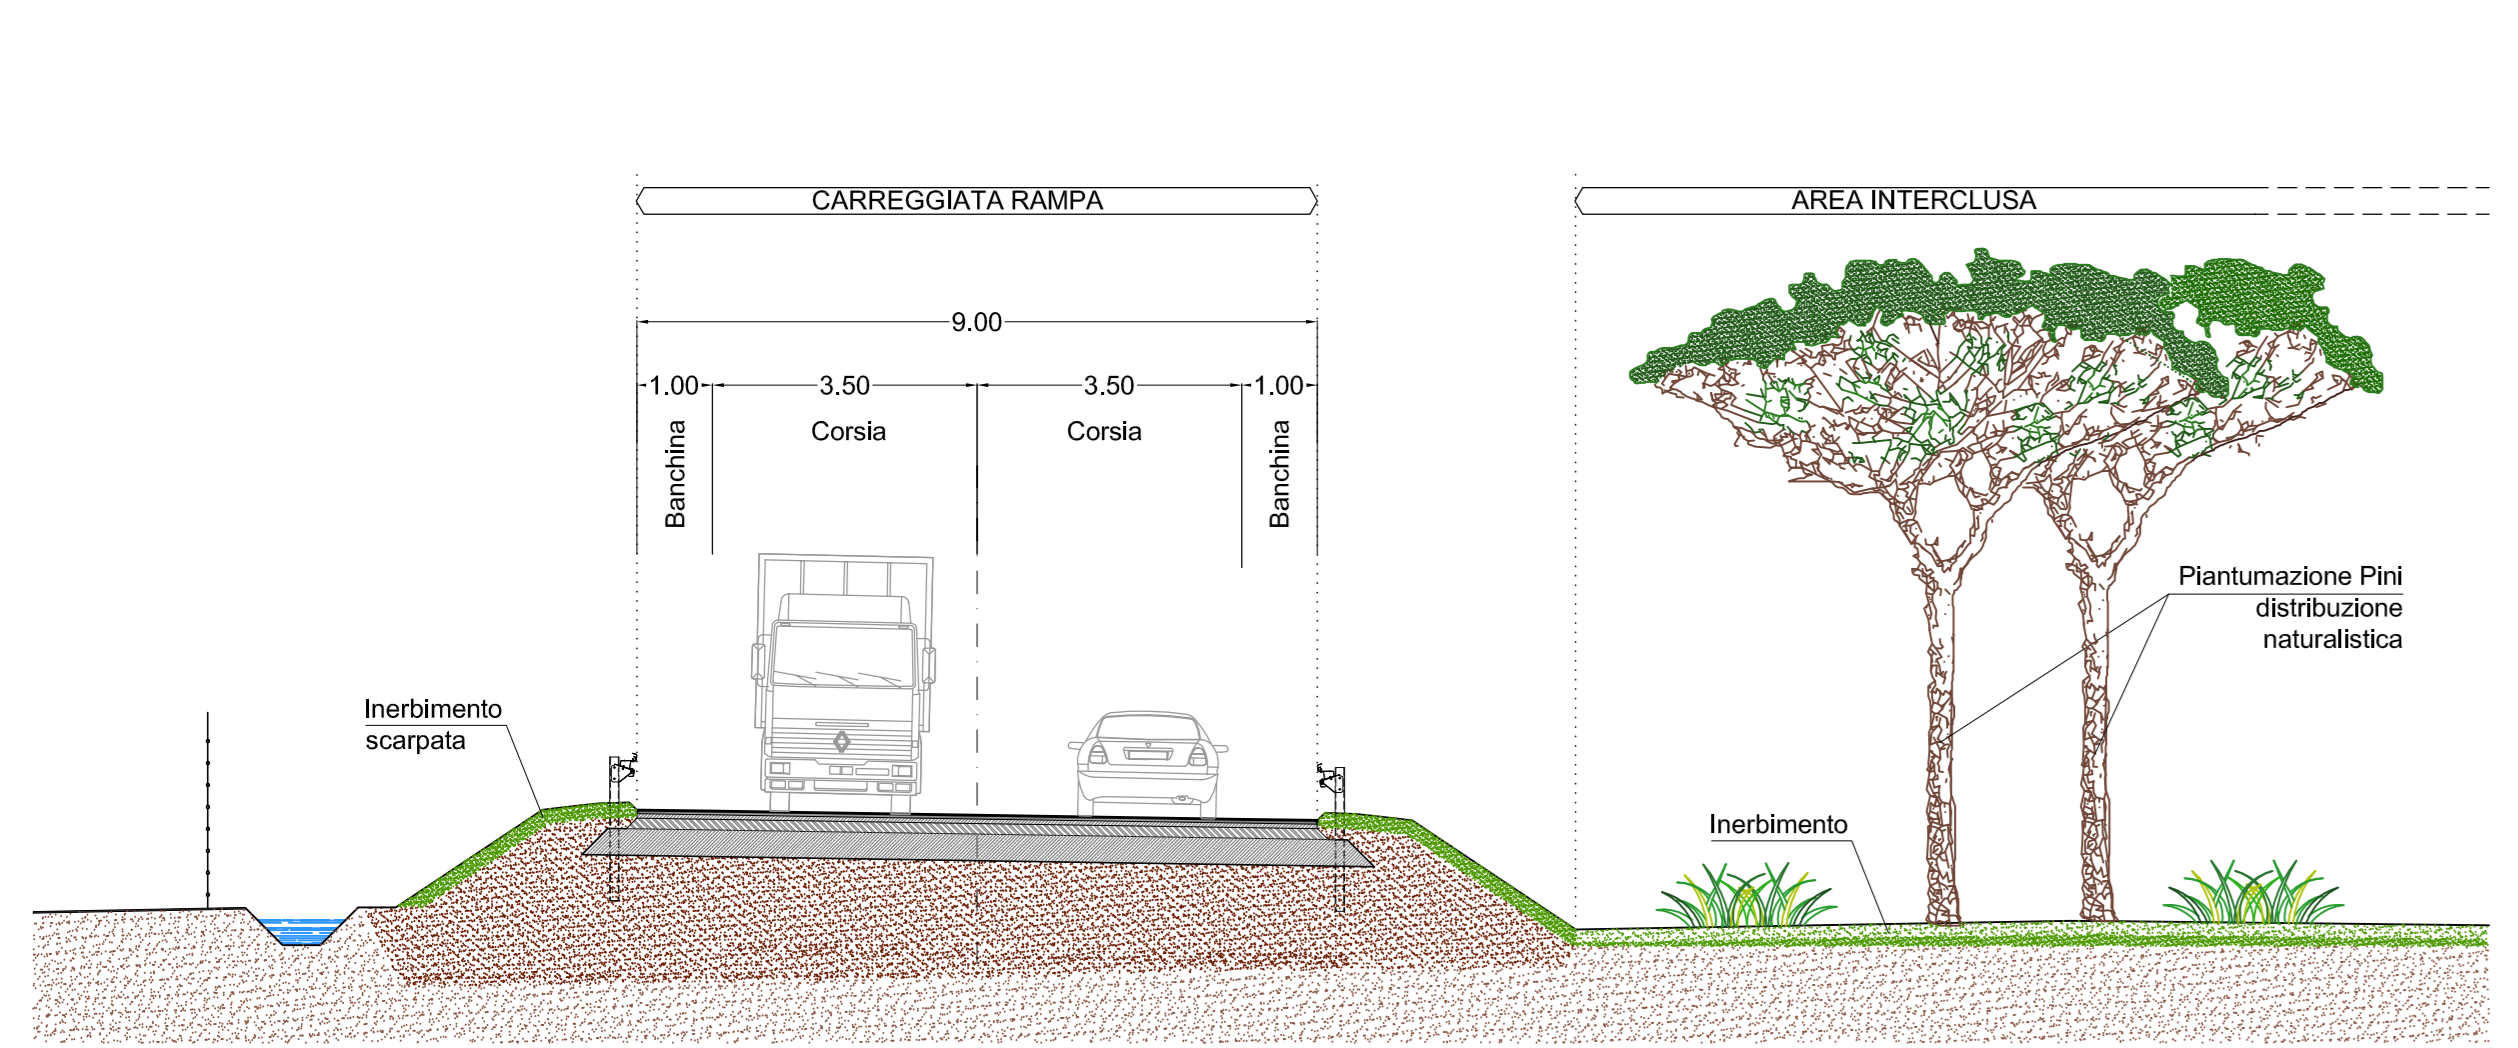 CARREGGIATA RAMPA
AREA INTERCLUSA
9.00
1.00
3.50
3.50
1.00
Banchina
Corsia
Corsia
Banchina
Piantumazione Pini
distribuzione
naturalistica
Inerbimento
scarpata
Inerbimento